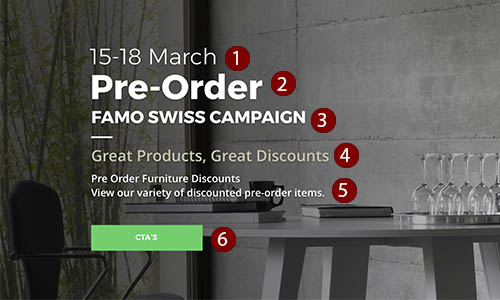 15-18 March 1
Pre-Order 2
FAMO SWISS CAMPAIGN 3
Great Products, Great Discounts 4
Pre Order Furniture Discounts
View our variety of discounted pre-order items. 5
CTA'S 6